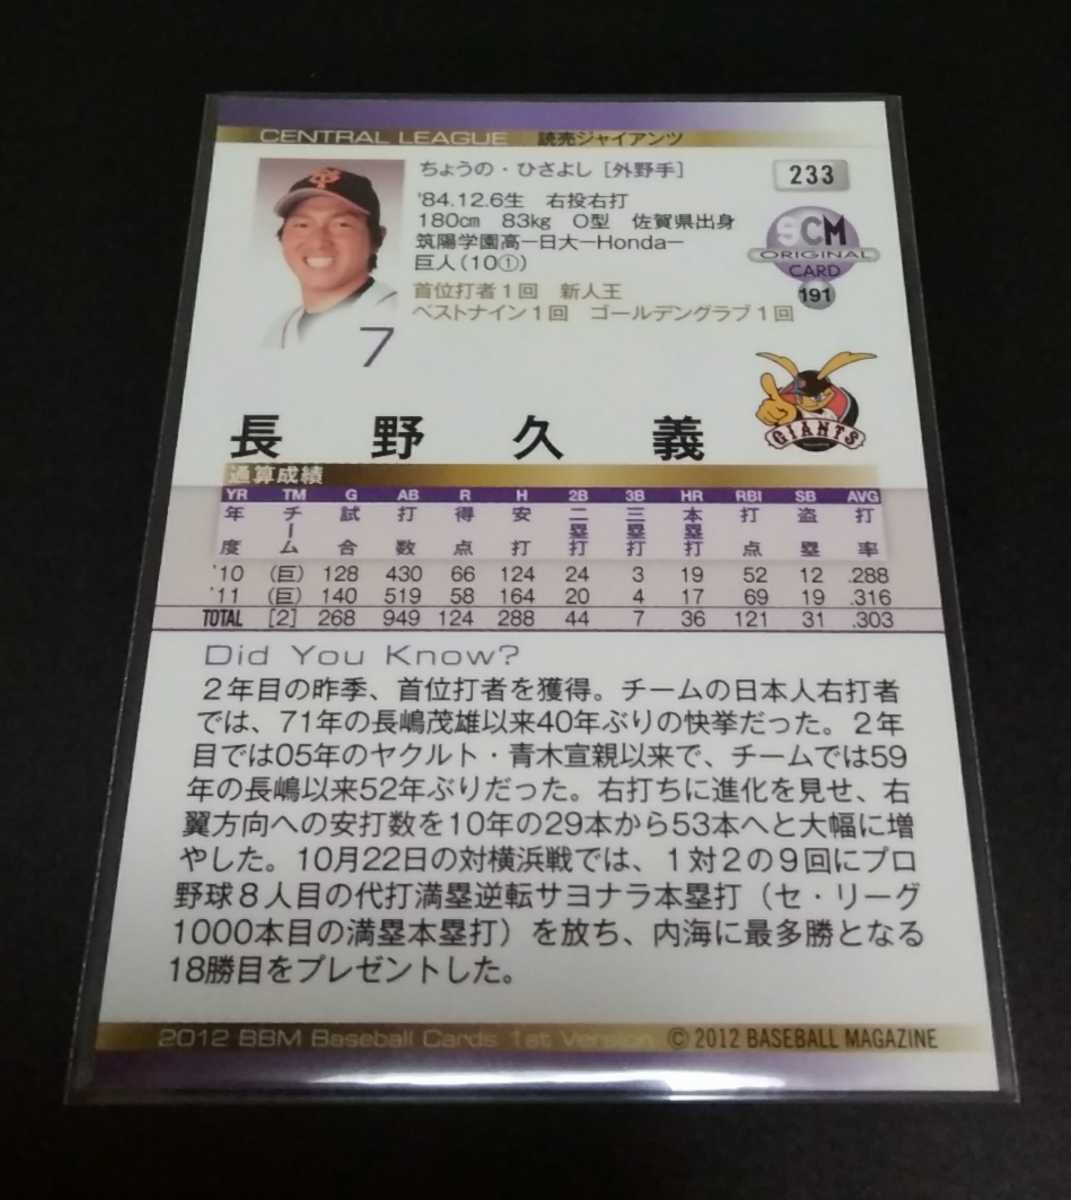 CENTRAL LEAGUE 読売ジャイアンツ
ちょうの・ひさよし [外野手]
233
'84.12.6生 右投右打
180cm 83kg O型 佐賀県出身
筑陽学園高ー日大ーHondaー
巨人(10①)
首位打者1回 新人王
ベストナイン1回 ゴールデングラブ1回
SCM
ORIGINAL
CARD
191
7
GIANTS
長野久義
通算成績
YR TM G AB R H 2B 3B HR RBI SB AVG
年度 チーム 試合 打数 得点 安打 二塁打 三塁打 本塁打 打点 盗塁 打率
'10 (巨) 128 430 66 124 24 3 19 52 12 .288
'11 (巨) 140 519 58 164 20 4 17 69 19 .316
TOTAL [2] 268 949 124 288 44 7 36 121 31 .303
Did You Know?
2年目の昨季、首位打者を獲得。チームの日本人右打者
では、71年の長嶋茂雄以来40年ぶりの快挙だった。2年
目では05年のヤクルト・青木宣親以来で、チームでは59
年の長嶋以来52年ぶりだった。右打ちに進化を見せ、右
翼方向への安打数を10年の29本から53本へと大幅に増
やした。10月22日の対横浜戦では、1対2の9回にプロ
野球8人目の代打満塁逆転サヨナラ本塁打(セ・リーグ
1000本目の満塁本塁打)を放ち、内海に最多勝となる
18勝目をプレゼントした。
2012 BBM Baseball Cards 1st Version © 2012 BASEBALL MAGAZINE